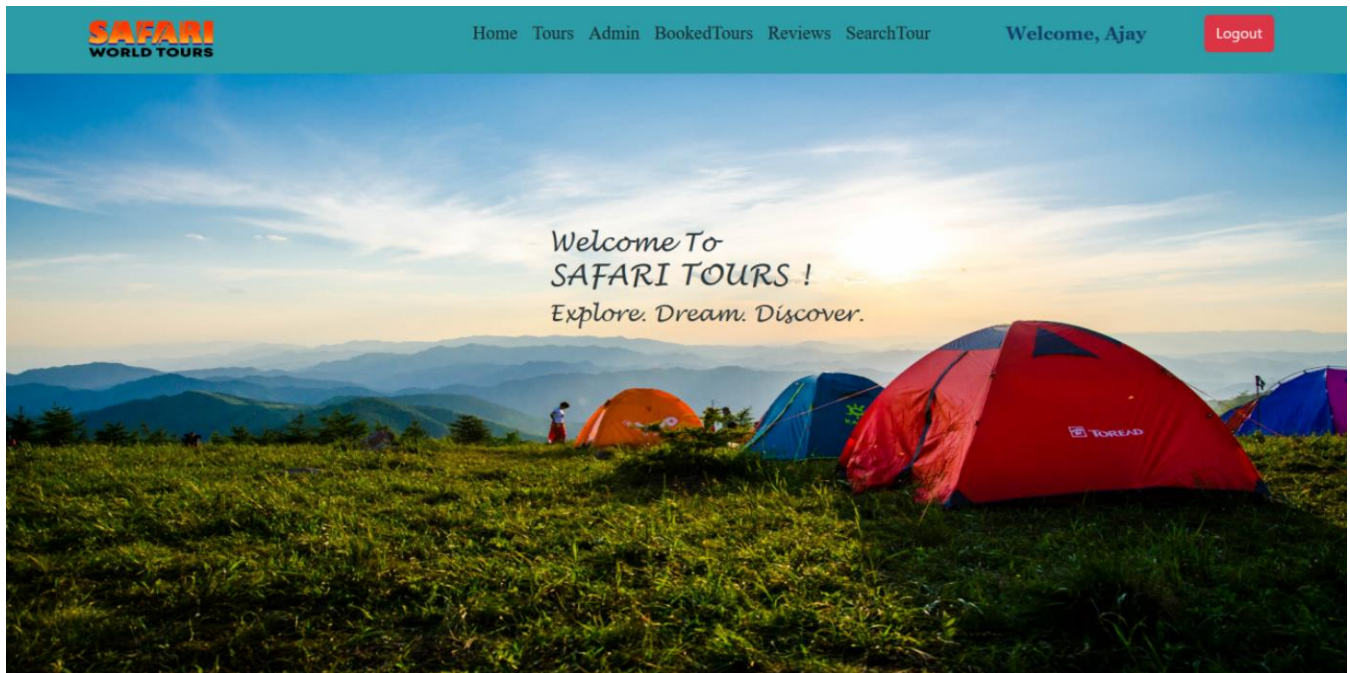 SAFARI
WORLD TOURS
Home Tours Admin BookedTours Reviews SearchTour
Welcome, Ajay
Logout
Welcome To
SAFARI TOURS !
Explore. Dream. Discover.
TOREAD